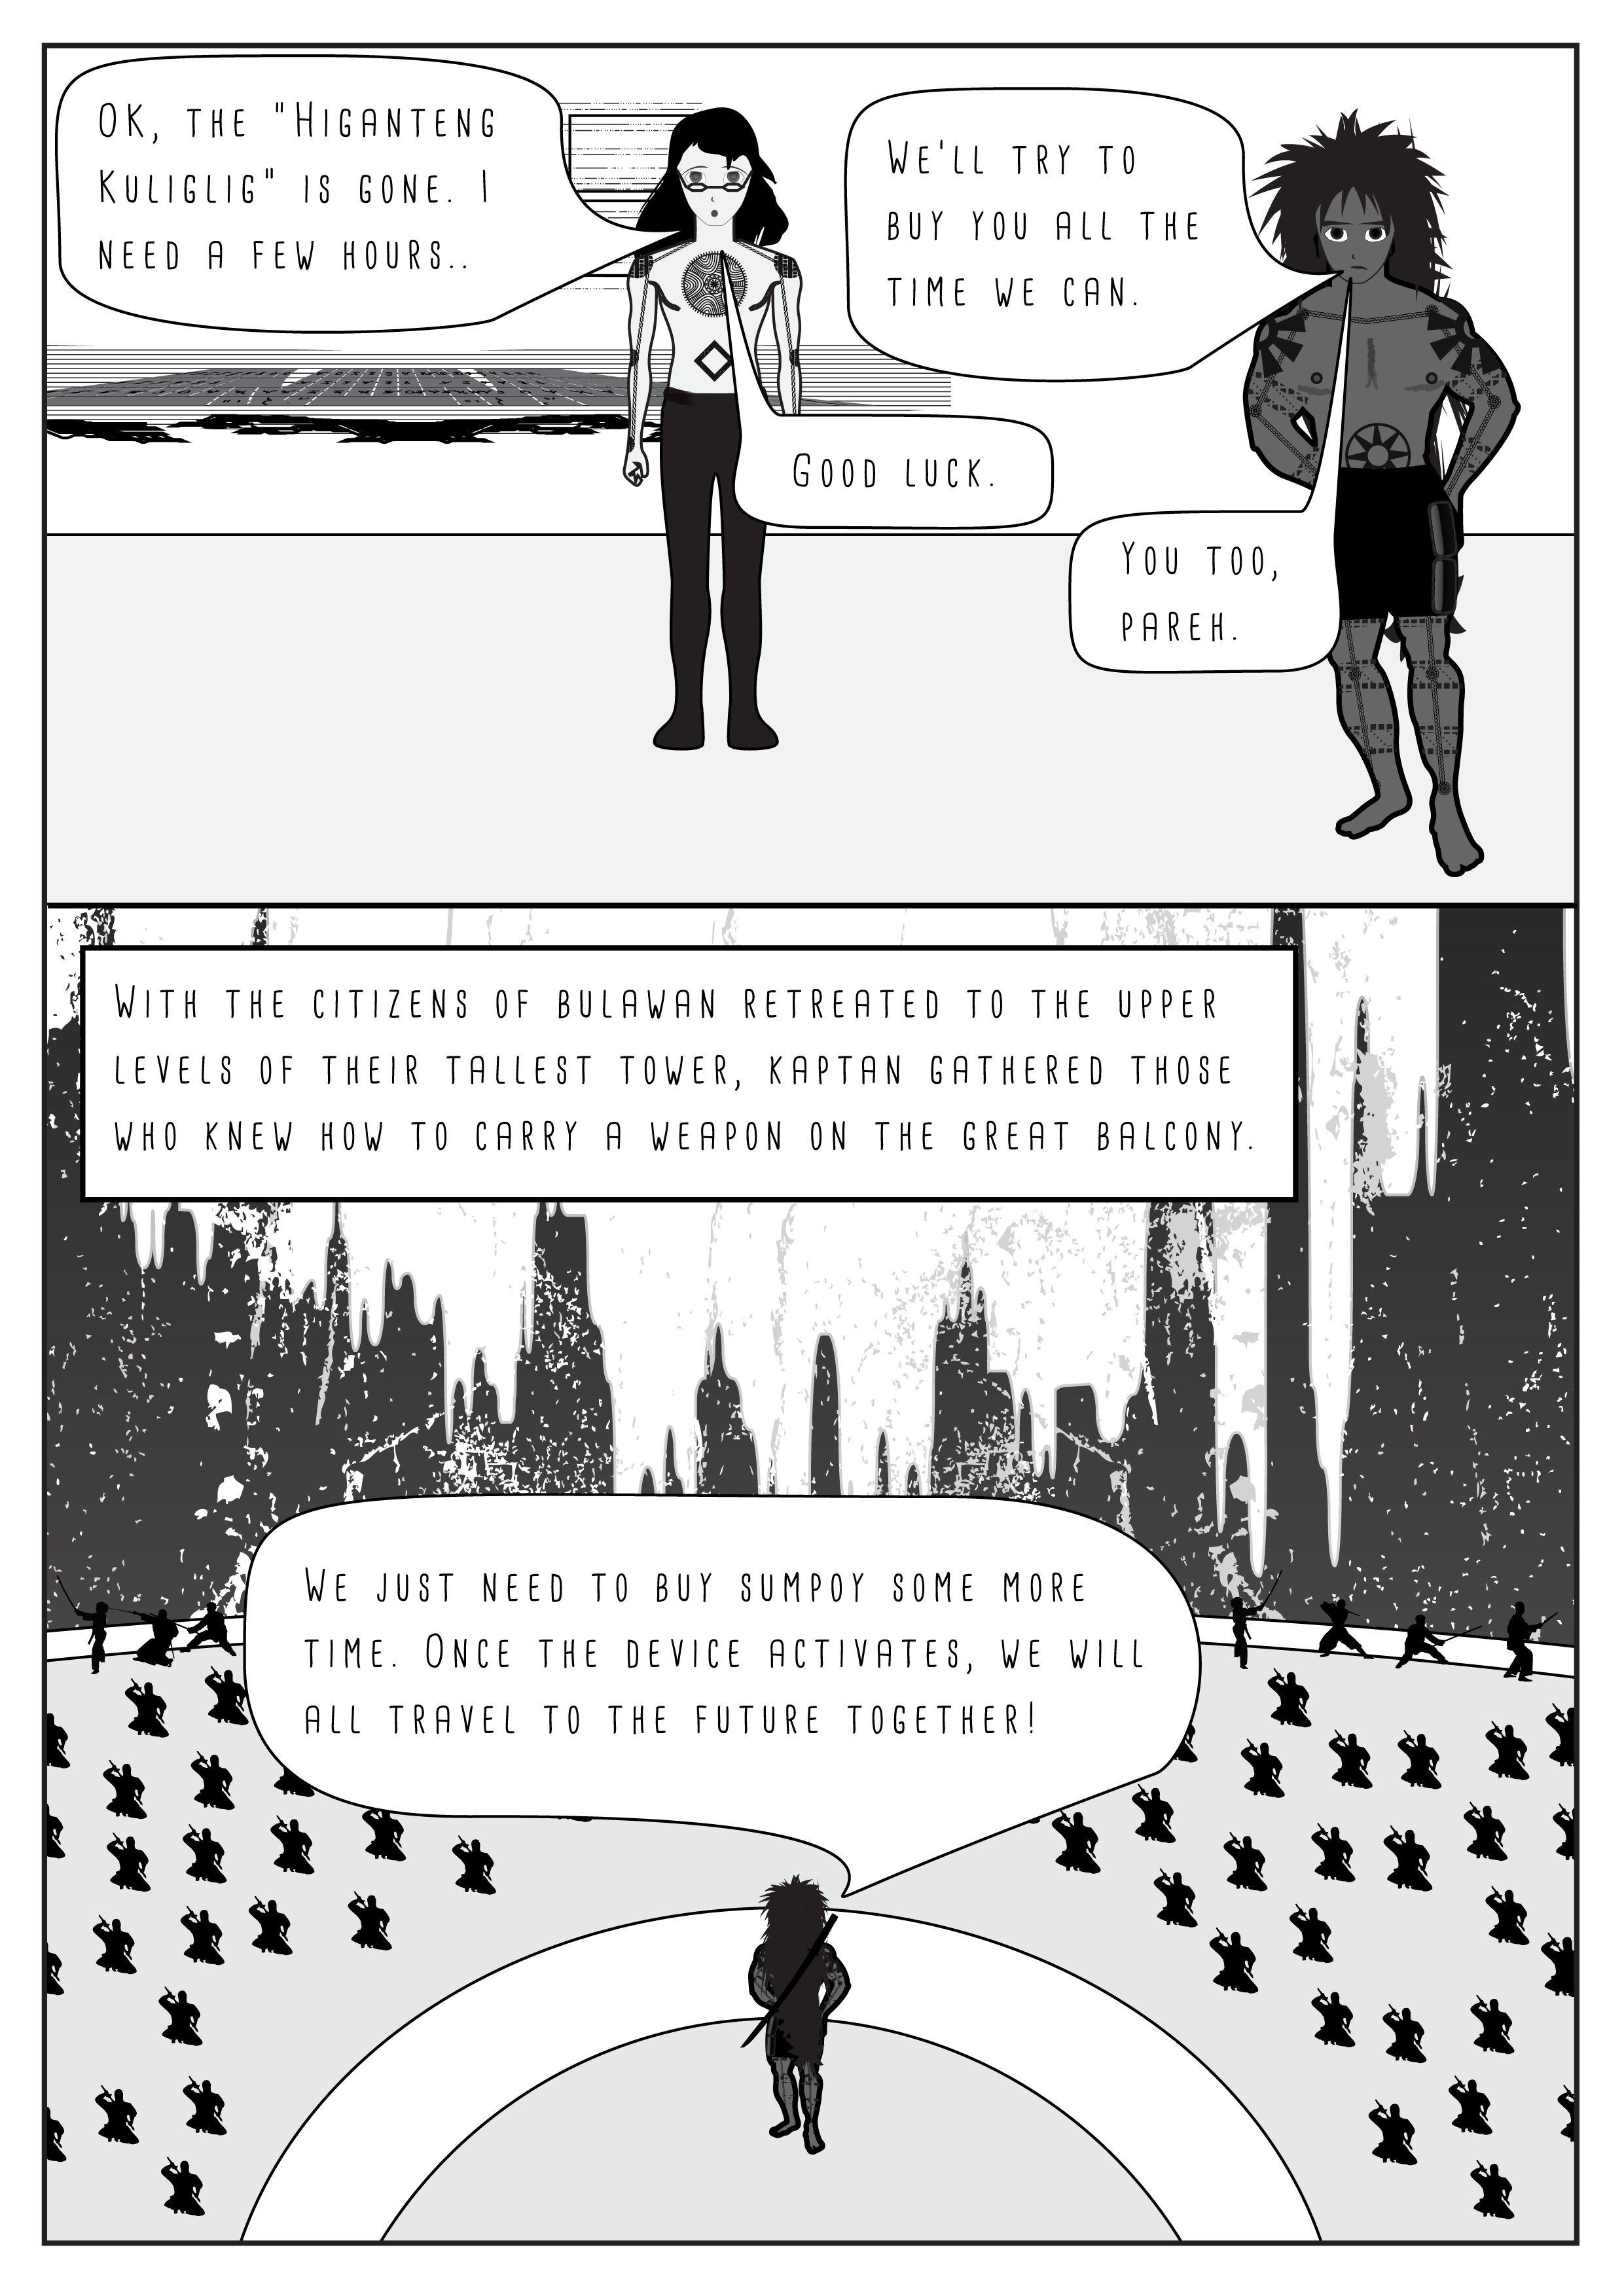 OK, THE "HIGANTENG
KULIGLIG" IS GONE. I
NEED A FEW HOURS..
WE'LL TRY TO
BUY YOU ALL THE
TIME WE CAN.
GOOD LUCK.
YOU TOO,
PAREH.
WITH THE CITIZENS OF BULAWAN RETREATED TO THE UPPER
LEVELS OF THEIR TALLEST TOWER, KAPTAN GATHERED THOSE
WHO KNEW HOW TO CARRY A WEAPON ON THE GREAT BALCONY.
WE JUST NEED TO BUY SUMPOY SOME MORE
TIME. ONCE THE DEVICE ACTIVATES, WE WILL
ALL TRAVEL TO THE FUTURE TOGETHER!